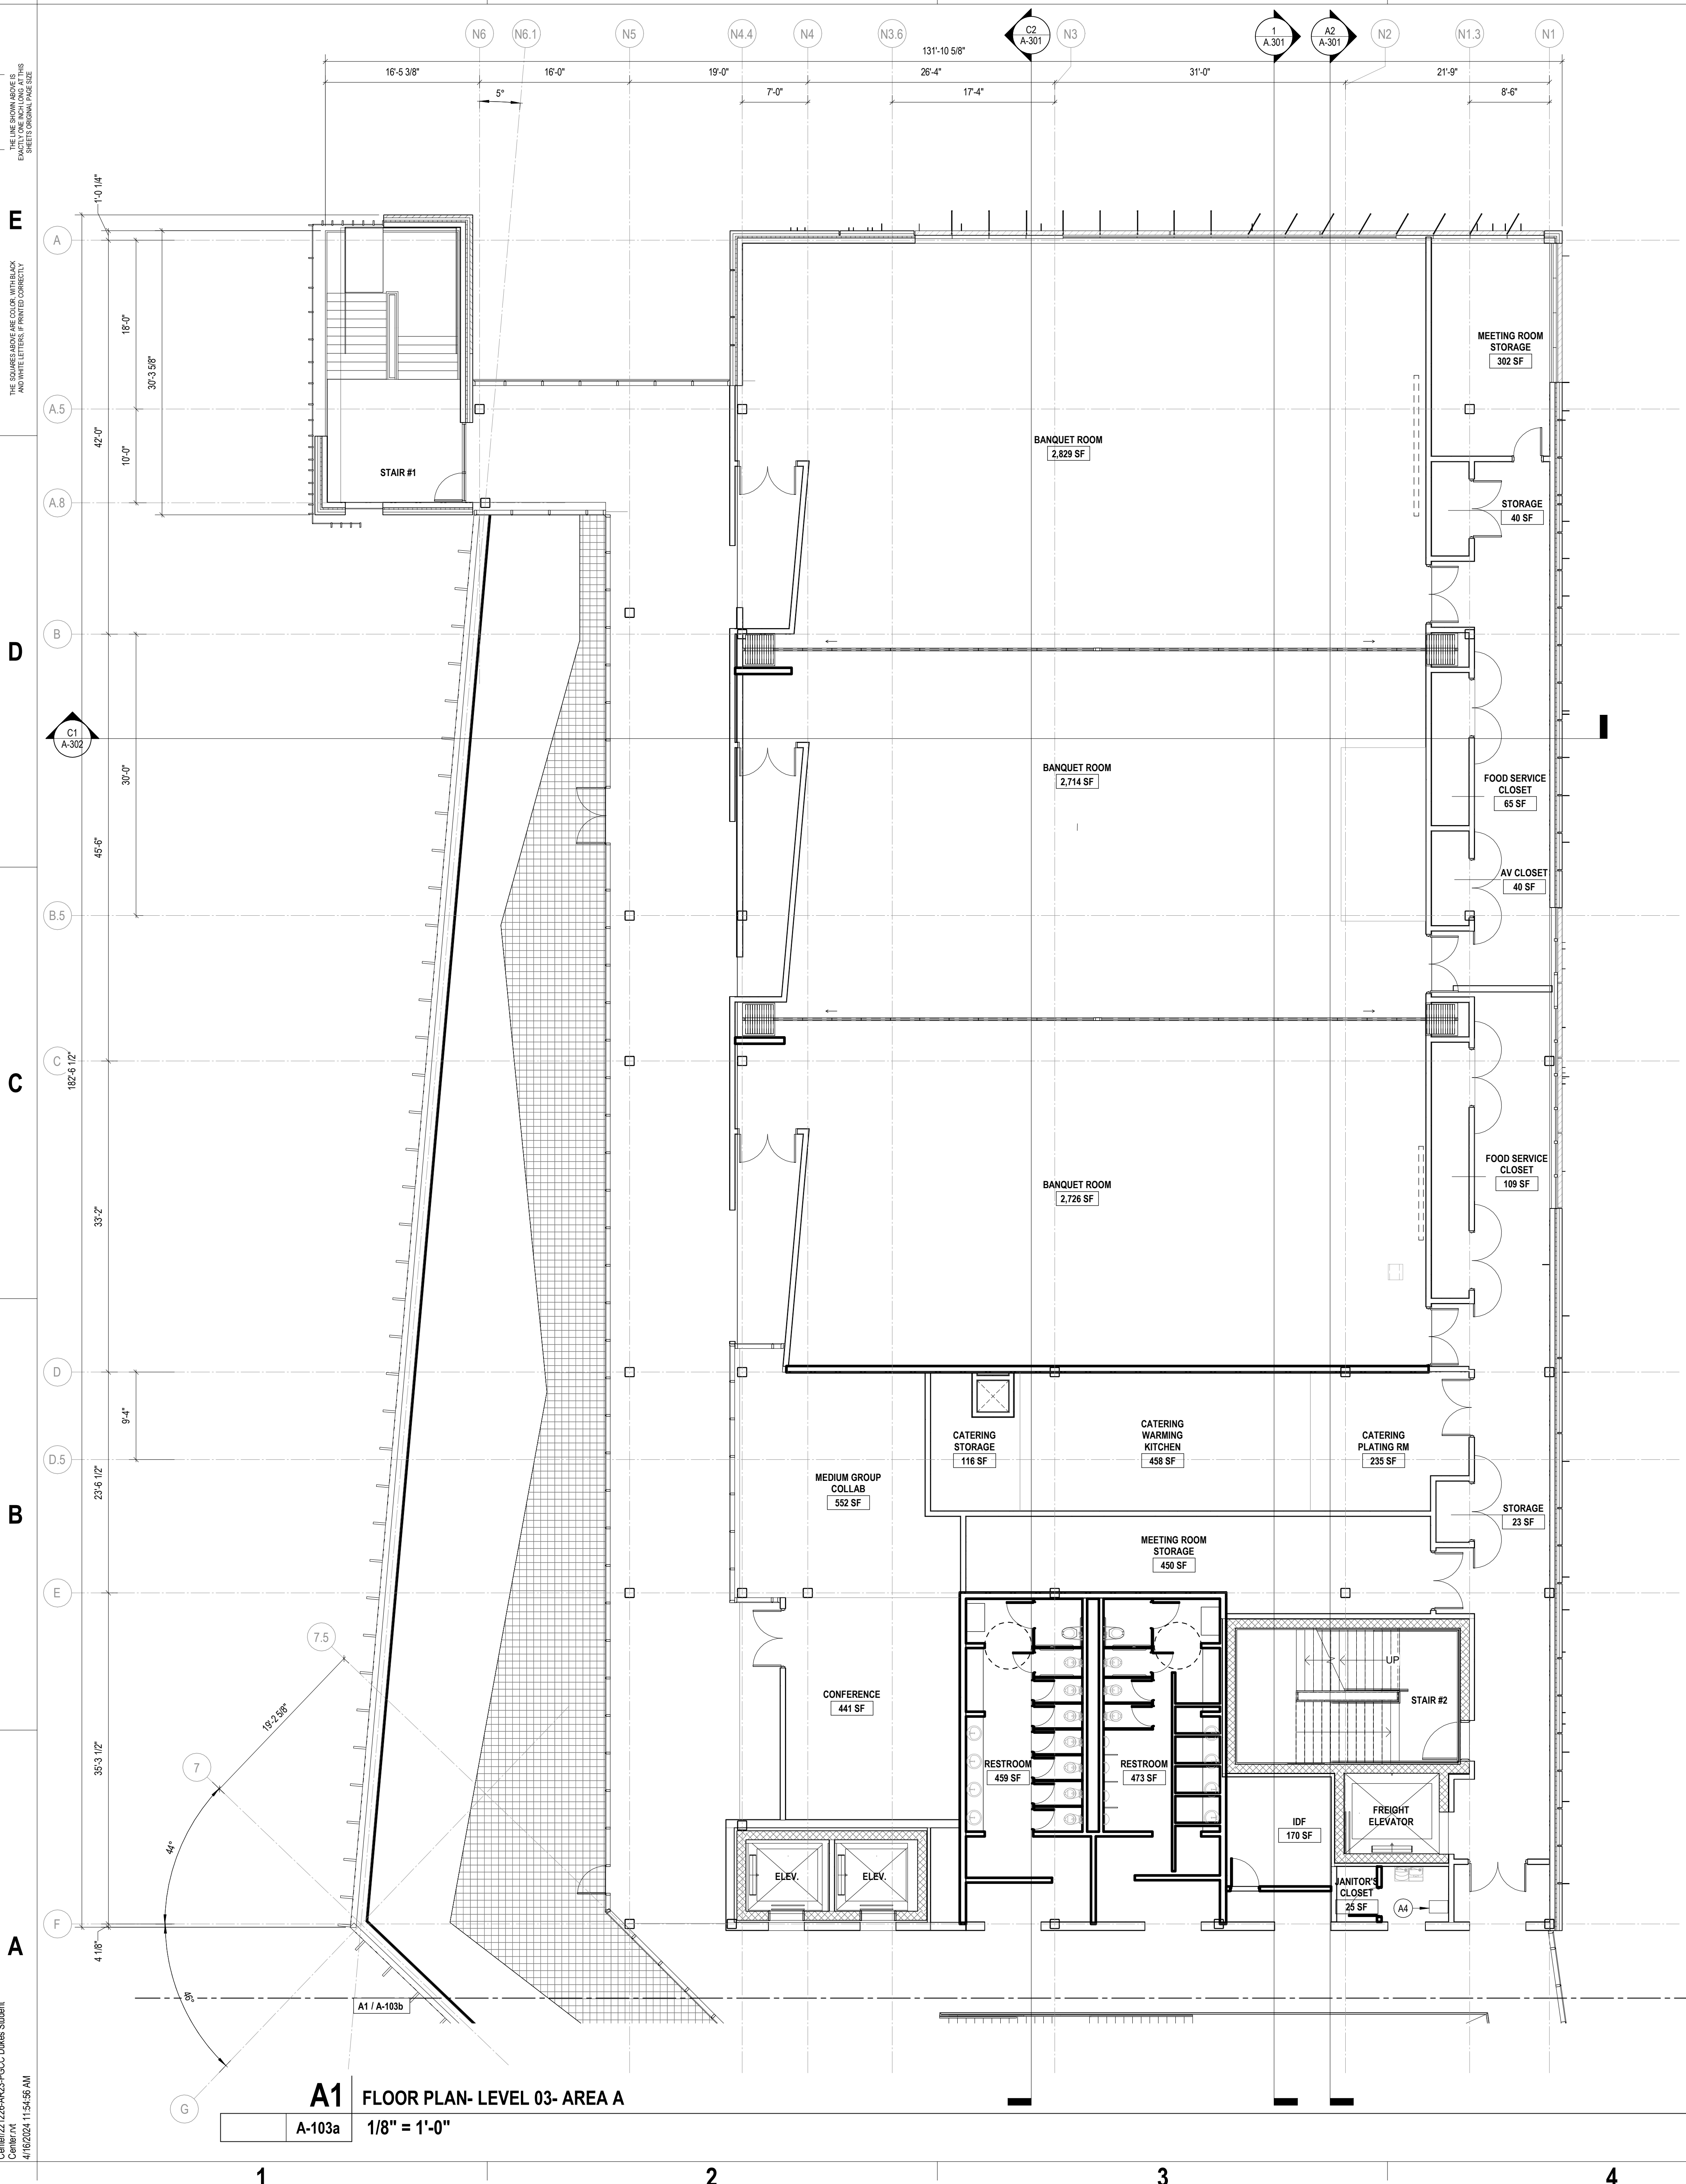 N6
N6.1
N5
N4.4
N4
N3.6
C2
A-301
N3
1
A.301
A2
A-301
N2
N1.3
N1
131'-10 5/8"
16'-5 3/8"
16'-0"
19'-0"
26'-4"
31'-0"
21'-9"
5°
7'-0"
17'-4"
8'-6"
THE LINE SHOWN ABOVE IS
EXACTLY ONE INCH LONG AT THIS
SHEETS ORIGINAL PAGE SIZE
THE SQUARES ABOVE ARE COLOR, WITH BLACK
AND WHITE LETTERS, IF PRINTED CORRECTLY
E
D
C
B
A
A
A.5
A.8
B
C1
A-302
B.5
C
D
D.5
E
7.5
7
F
G
1'-0 1/4"
18'-0"
30'-3 5/8"
42'-0"
10'-0"
30'-0"
45'-6"
182'-6 1/2"
33'-2"
9'-4"
23'-6 1/2"
19'-2 5/8"
35'-3 1/2"
44°
4 1/8"
46°
STAIR #1
BANQUET ROOM
2,829 SF
MEETING ROOM
STORAGE
302 SF
STORAGE
40 SF
BANQUET ROOM
2,714 SF
FOOD SERVICE
CLOSET
65 SF
AV CLOSET
40 SF
BANQUET ROOM
2,726 SF
FOOD SERVICE
CLOSET
109 SF
CATERING
STORAGE
116 SF
CATERING
WARMING
KITCHEN
458 SF
CATERING
PLATING RM
235 SF
MEDIUM GROUP
COLLAB
552 SF
STORAGE
23 SF
MEETING ROOM
STORAGE
450 SF
CONFERENCE
441 SF
UP
STAIR #2
RESTROOM
459 SF
RESTROOM
473 SF
FREIGHT
ELEVATOR
IDF
170 SF
ELEV.
ELEV.
JANITOR'S
CLOSET
25 SF
A4
A1 / A-103b
Center.rvt
4/16/2024 11:54:56 AM
A1
FLOOR PLAN- LEVEL 03- AREA A
A-103a
1/8" = 1'-0"
1
2
3
4